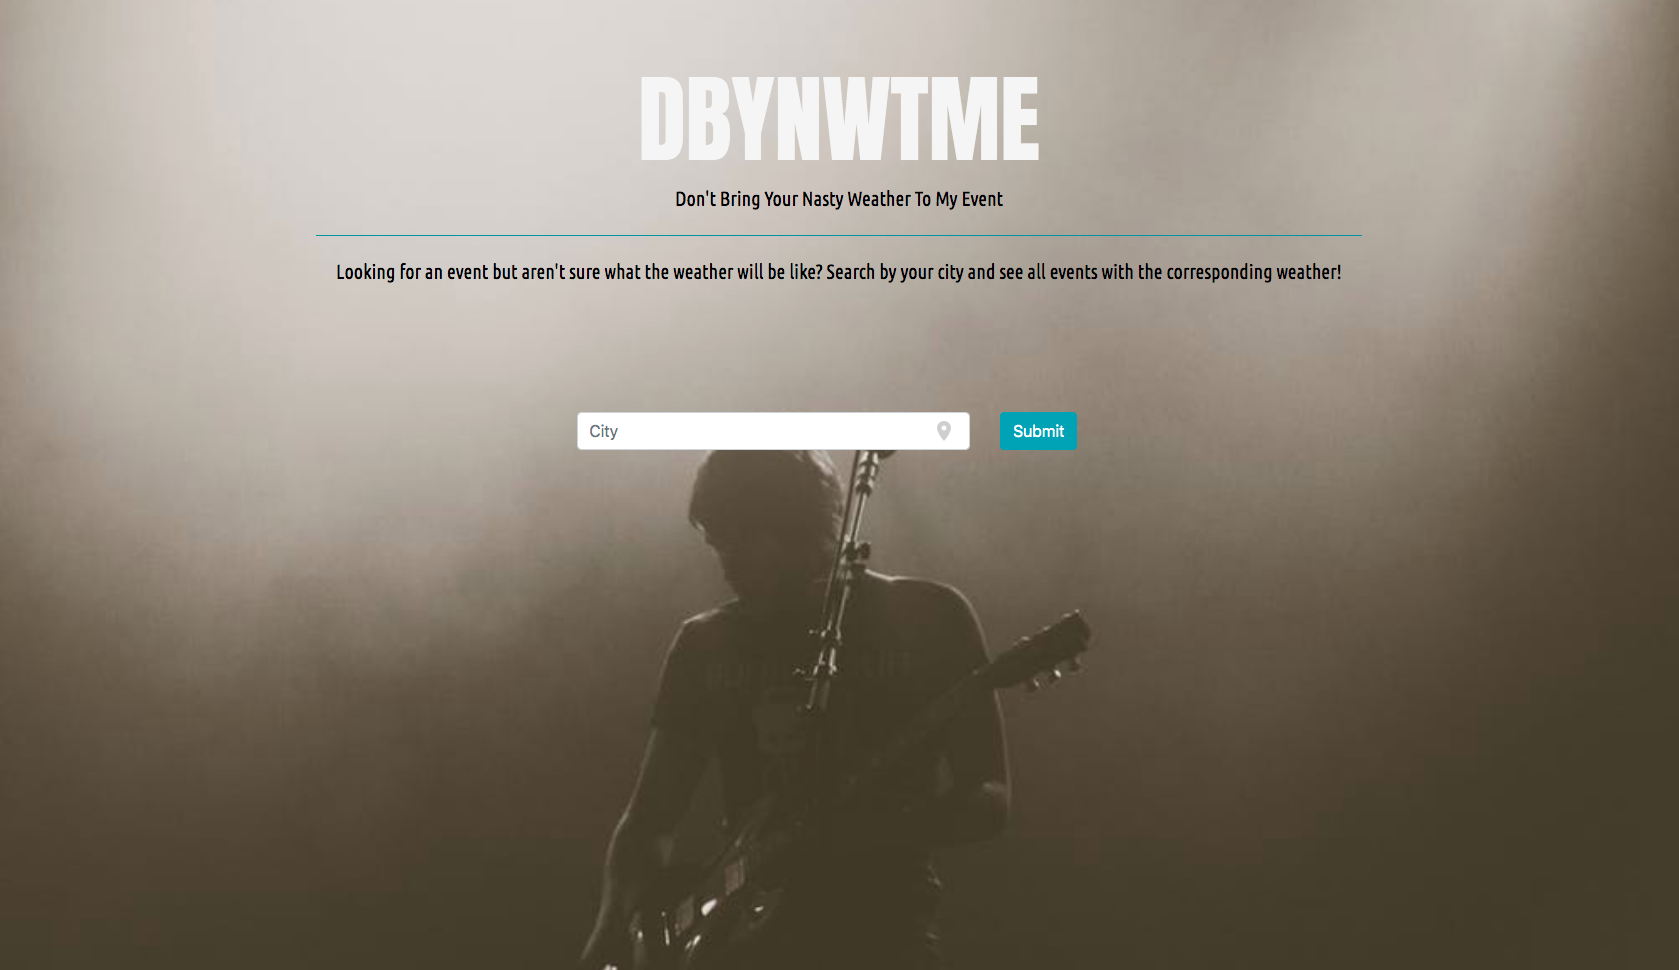 DBYNWTME
Don't Bring Your Nasty Weather To My Event
Looking for an event but aren't sure what the weather will be like? Search by your city and see all events with the corresponding weather!
City
Submit